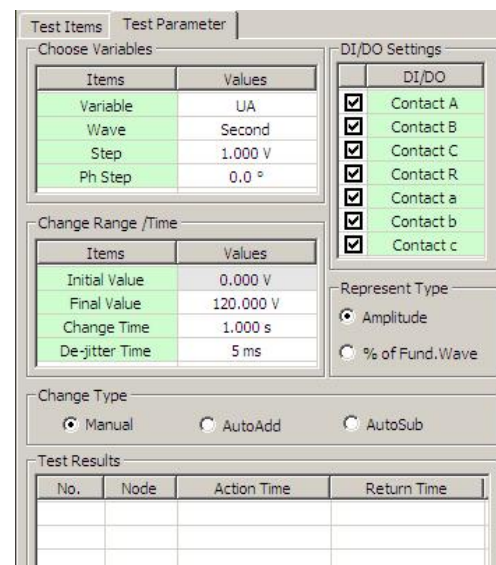 Test Items Test Parameter
Choose Variables
Items Values
Variable UA
Wave Second
Step 1.000 V
Ph Step 0.0 °
DI/DO Settings
DI/DO
Contact A
Contact B
Contact C
Contact R
Contact a
Contact b
Contact c
Change Range /Time
Items Values
Initial Value 0.000 V
Final Value 120.000 V
Change Time 1.000 s
De-jitter Time 5 ms
Represent Type
Amplitude
% of Fund.Wave
Change Type
Manual AutoAdd AutoSub
Test Results
No. Node Action Time Return Time